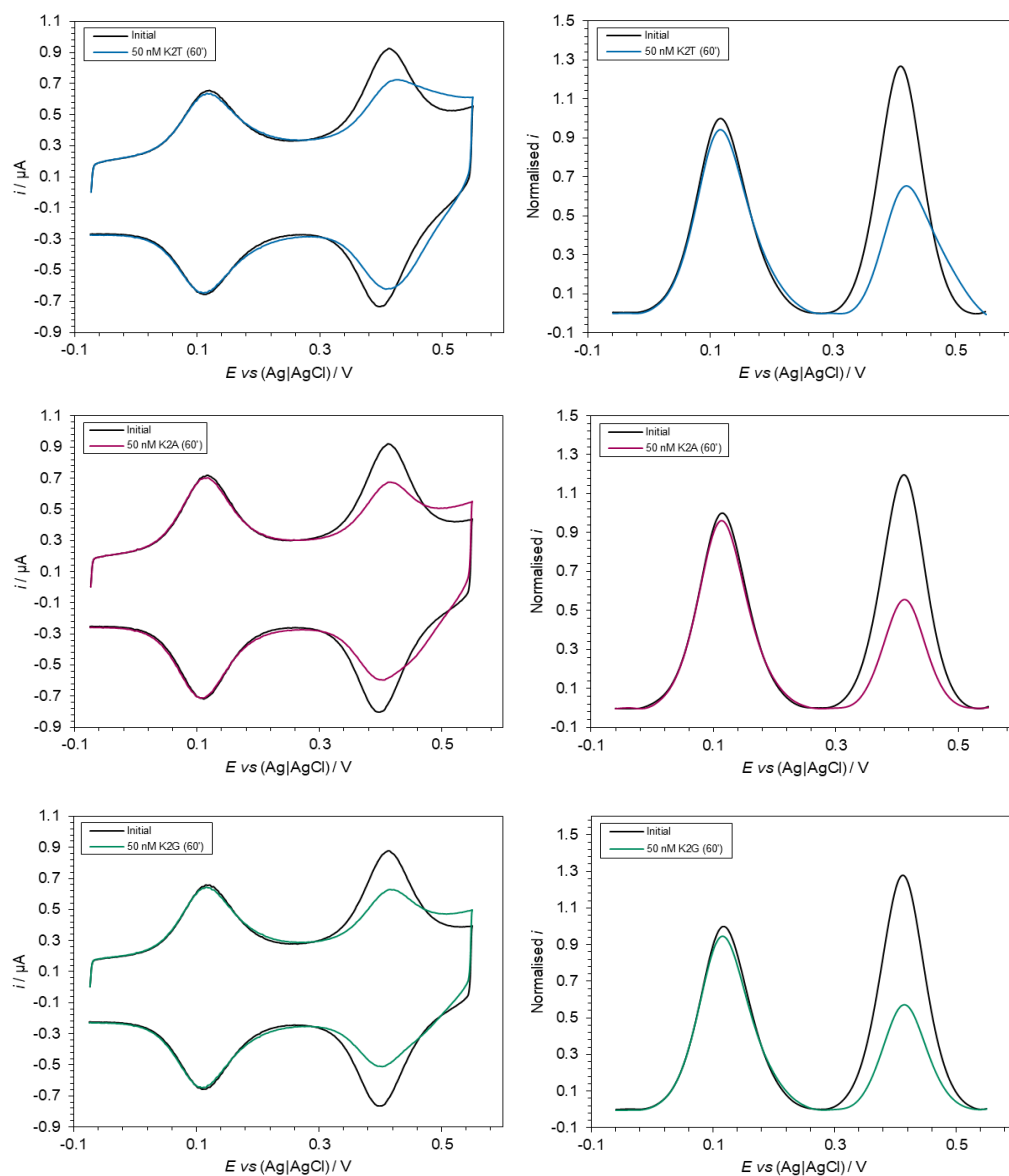 1.1
0.9
0.7
0.5
0.3
0.1
-0.1
-0.3
-0.5
-0.7
-0.9
i / µA
Initial
50 nM K2T (60')
-0.1 0.1 0.3 0.5
E vs (Ag|AgCl) / V
1.5
1.3
1.1
0.9
0.7
0.5
0.3
0.1
-0.1
Normalised i
Initial
50 nM K2T (60')
-0.1 0.1 0.3 0.5
E vs (Ag|AgCl) / V
1.1
0.9
0.7
0.5
0.3
0.1
-0.1
-0.3
-0.5
-0.7
-0.9
i / µA
Initial
50 nM K2A (60')
-0.1 0.1 0.3 0.5
E vs (Ag|AgCl) / V
1.5
1.3
1.1
0.9
0.7
0.5
0.3
0.1
-0.1
Normalised i
Initial
50 nM K2A (60')
-0.1 0.1 0.3 0.5
E vs (Ag|AgCl) / V
1.1
0.9
0.7
0.5
0.3
0.1
-0.1
-0.3
-0.5
-0.7
-0.9
i / µA
Initial
50 nM K2G (60')
-0.1 0.1 0.3 0.5
E vs (Ag|AgCl) / V
1.5
1.3
1.1
0.9
0.7
0.5
0.3
0.1
-0.1
Normalised i
Initial
50 nM K2G (60')
-0.1 0.1 0.3 0.5
E vs (Ag|AgCl) / V